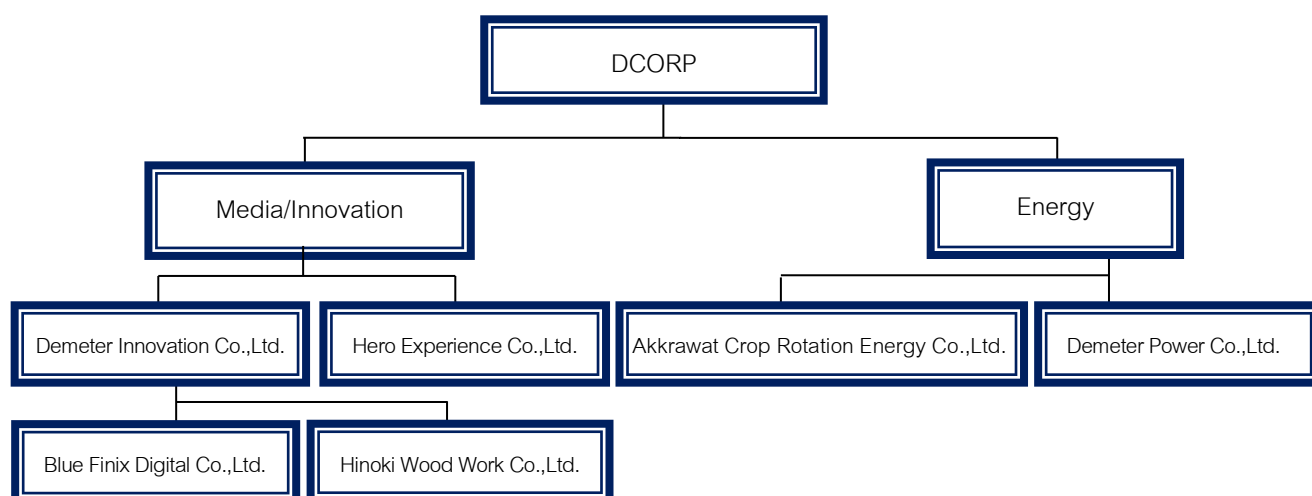 DCORP
Media/Innovation
Energy
Demeter Innovation Co.,Ltd.
Hero Experience Co.,Ltd.
Akkrawat Crop Rotation Energy Co.,Ltd.
Demeter Power Co.,Ltd.
Blue Finix Digital Co.,Ltd.
Hinoki Wood Work Co.,Ltd.